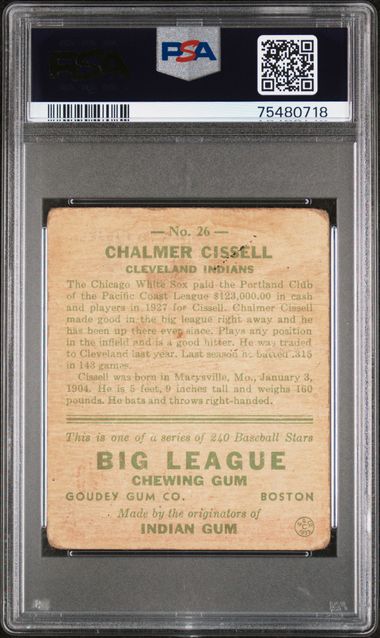 PSA
PSA
75480718
— No. 26 —
CHALMER CISSELL
CLEVELAND INDIANS
The Chicago White Sox paid the Portland Club
of the Pacific Coast League $123,000.00 in cash
and players in 1927 for Cissell. Chalmer Cissell
made good in the big league right away and he
has been up there ever since. Plays any position
in the infield and is a good hitter. He was traded
to Cleveland last year. Last season he batted .315
in 143 games.
Cissell was born in Marysville, Mo., January 3,
1904. He is 5 feet, 9 inches tall and weighs 160
pounds. He bats and throws right-handed.
This is one of a series of 240 Baseball Stars
BIG LEAGUE
CHEWING GUM
GOUDEY GUM CO. BOSTON
Made by the originators of
INDIAN GUM